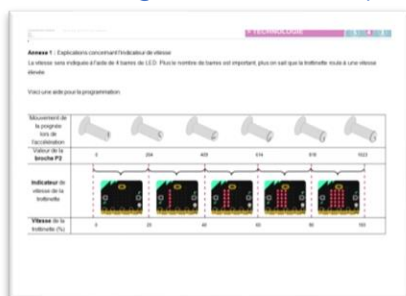 TECHNOLOGIE
Annexe 1 : Explications concernant l'indicateur de vitesse
La vitesse sera indiquée à l'aide de 4 barres de LED. Plus le nombre de barres est important, plus on sait que la trottinette roule à une vitesse
élevée.
Voici une aide pour la programmation
Mouvement de
la poignée
lors de
l'accélération
Valeur de la
broche P2
0 204 409 614 818 1023
Indicateur de
vitesse de la
trottinette
Vitesse de la
trottinette (%)
0 20 40 60 80 100